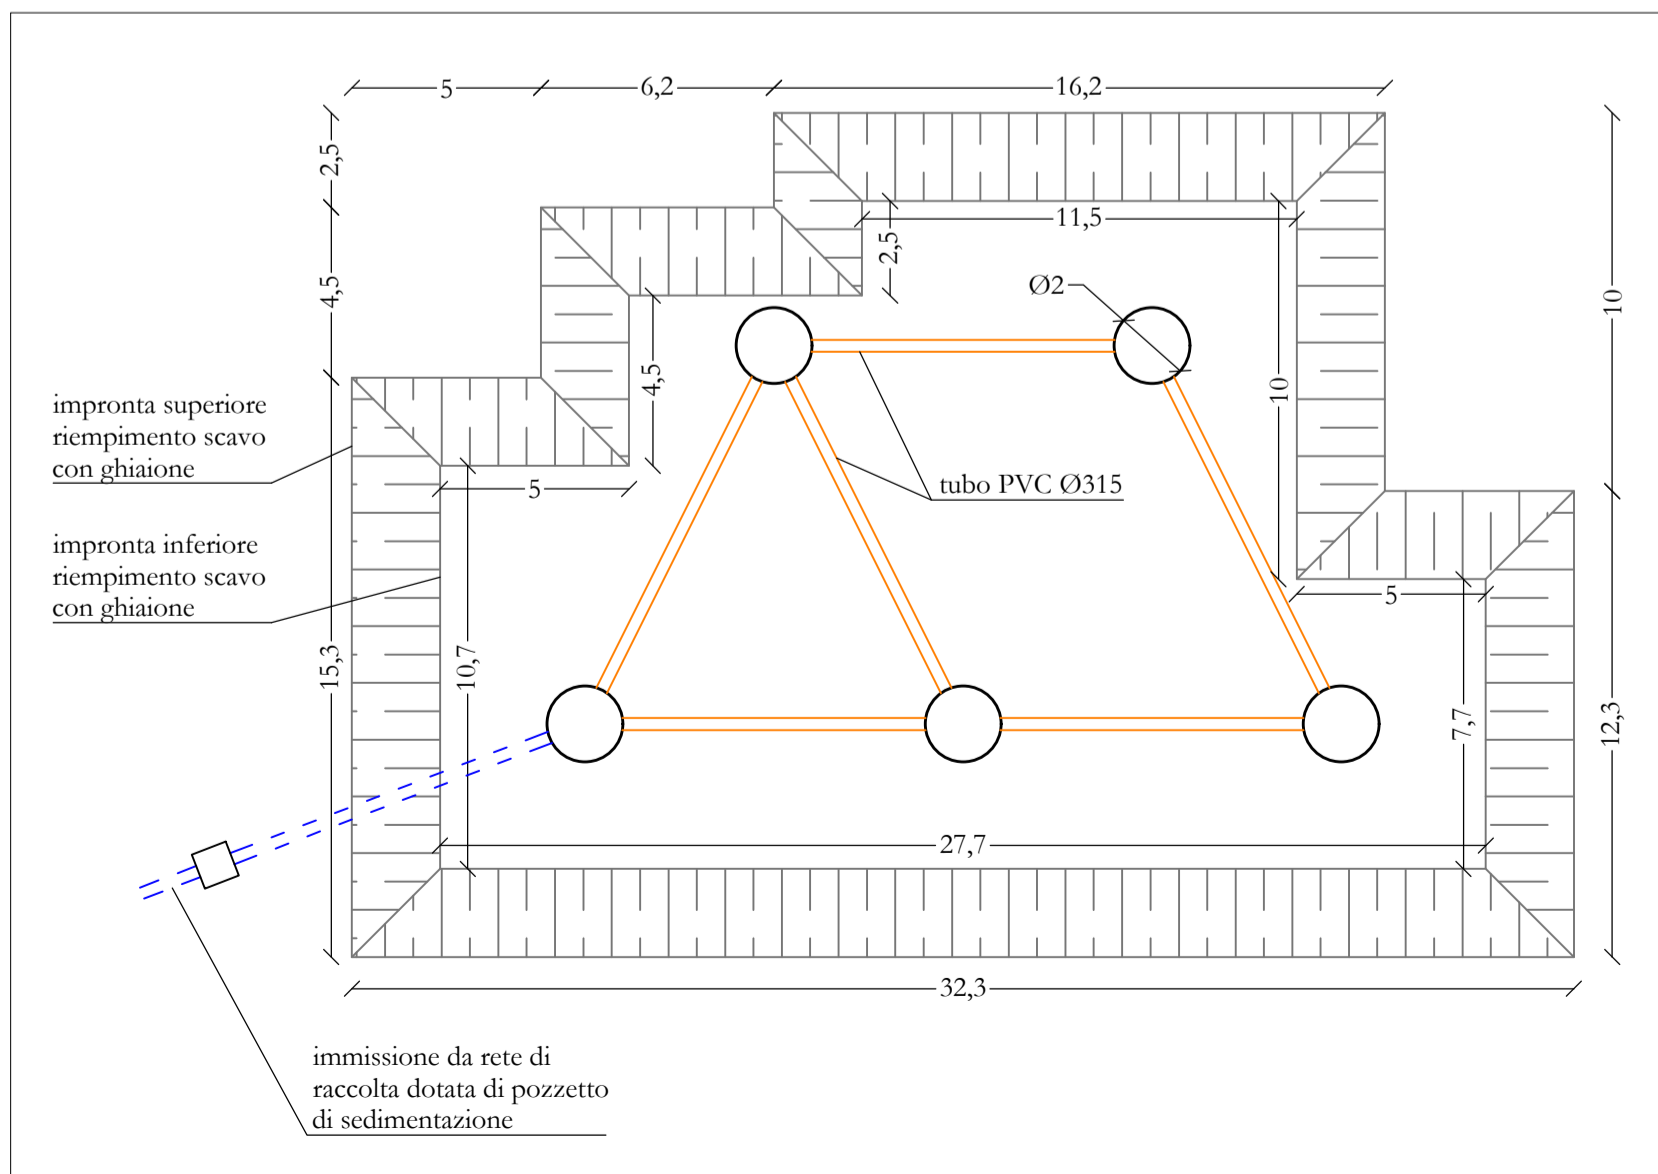 5
6,2
16,2
2,5
4,5
15,3
10
12,3
11,5
2,5
Ø2
4,5
10
impronta superiore
riempimento scavo
con ghiaione
5
tubo PVC Ø315
impronta inferiore
riempimento scavo
con ghiaione
5
10,7
7,7
27,7
32,3
immissione da rete di
raccolta dotata di pozzetto
di sedimentazione